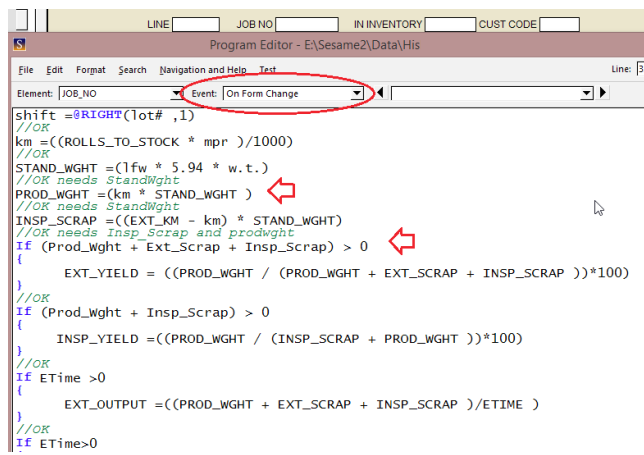 LINE JOB NO IN INVENTORY CUST CODE
S Program Editor - E:\Sesame2\Data\His
File Edit Format Search Navigation and Help Test Line: 3
Element: JOB_NO Event: On Form Change
shift =@RIGHT(lot# ,1)
//OK
km =((ROLLS_TO_STOCK * mpr )/1000)
//OK
STAND_WGHT =(lfw * 5.94 * w.t.)
//OK needs StandWght
PROD_WGHT =(km * STAND_WGHT )
//OK needs StandWght
INSP_SCRAP =((EXT_KM - km) * STAND_WGHT)
//OK needs Insp_Scrap and prodwght
If (Prod_Wght + Ext_Scrap + Insp_Scrap) > 0
{
EXT_YIELD = ((PROD_WGHT / (PROD_WGHT + EXT_SCRAP + INSP_SCRAP ))*100)
}
//OK
If (Prod_Wght + Insp_Scrap) > 0
{
INSP_YIELD =((PROD_WGHT / (INSP_SCRAP + PROD_WGHT ))*100)
}
//OK
If ETime >0
{
EXT_OUTPUT =((PROD_WGHT + EXT_SCRAP + INSP_SCRAP )/ETIME )
}
//OK
If ETime>0